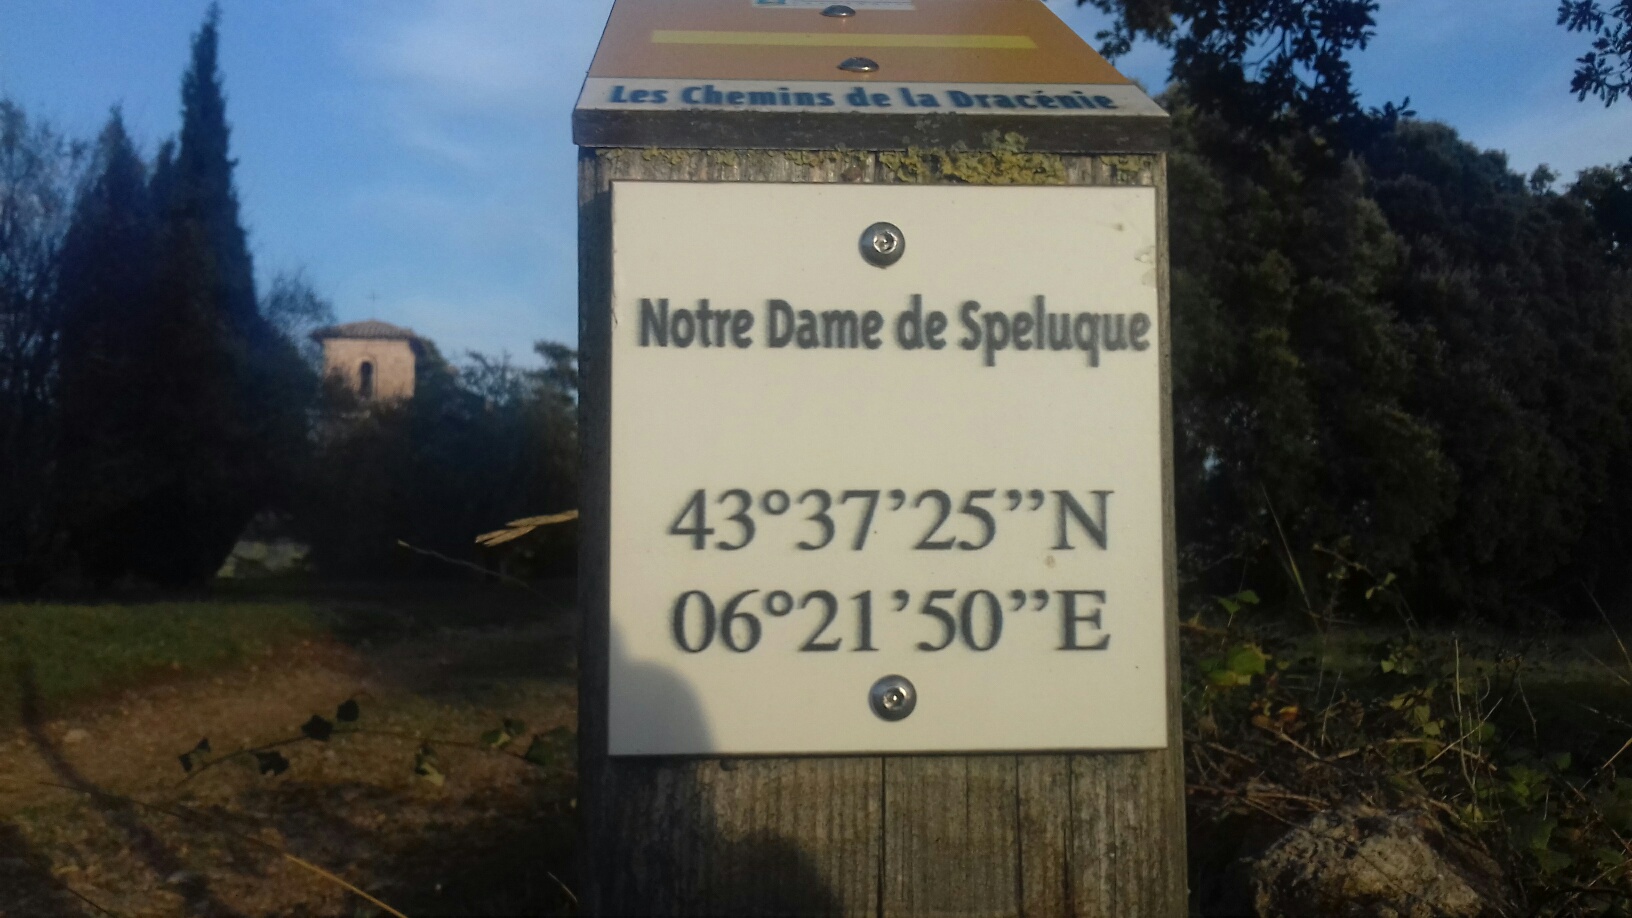 Les Chemins de la Dracénie
Notre Dame de Speluque
43°37’25’’N
06°21’50’’E